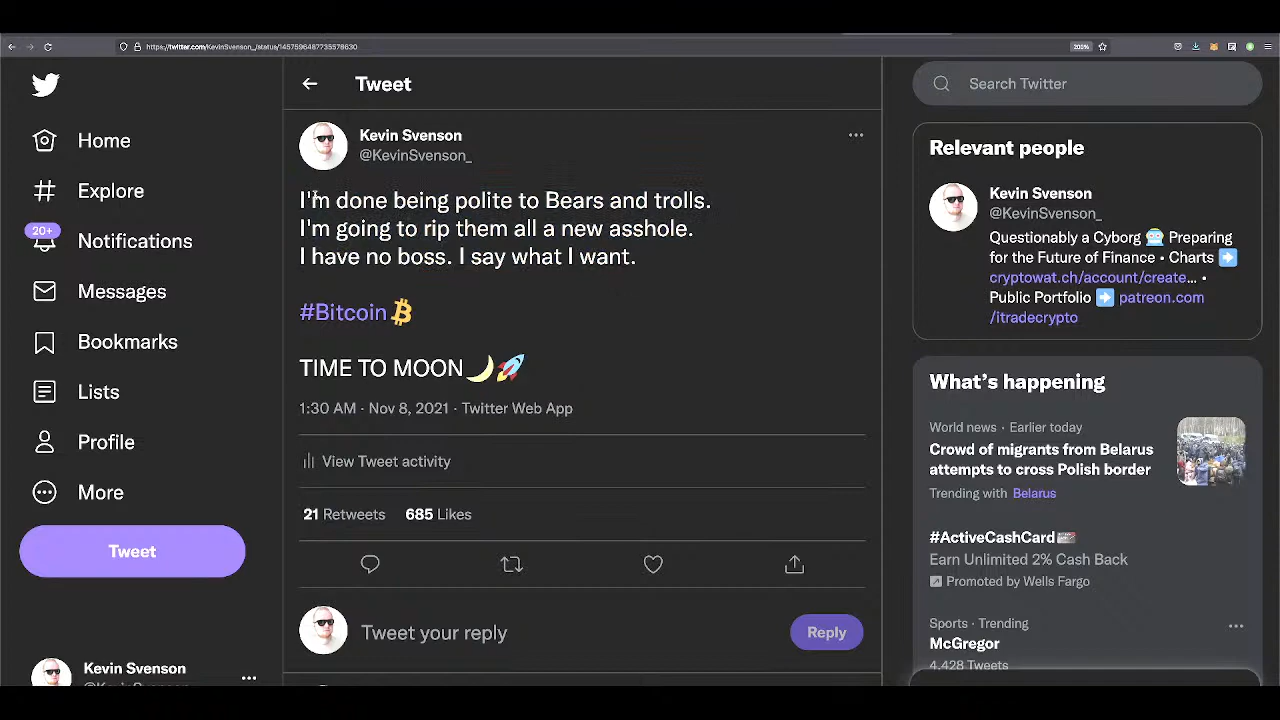 https://twitter.com/KevinSvenson_/status/1457596487735578630
200%
Tweet
Search Twitter
Home
Explore
20+
Notifications
Messages
Bookmarks
Lists
Profile
More
Tweet
Kevin Svenson
@KevinSvenson_
Kevin Svenson
@KevinSvenson_
I'm done being polite to Bears and trolls.
I'm going to rip them all a new asshole.
I have no boss. I say what I want.
#Bitcoin
TIME TO MOON
1:30 AM · Nov 8, 2021 · Twitter Web App
View Tweet activity
21 Retweets 685 Likes
Tweet your reply
Reply
Relevant people
Kevin Svenson
@KevinSvenson_
Questionably a Cyborg 🤖 Preparing
for the Future of Finance • Charts ➡️
cryptowat.ch/account/create… •
Public Portfolio ➡️ patreon.com
/itradecrypto
What's happening
World news · Earlier today
Crowd of migrants from Belarus
attempts to cross Polish border
Trending with Belarus
#ActiveCashCard
Earn Unlimited 2% Cash Back
Promoted by Wells Fargo
Sports · Trending
McGregor
4,428 Tweets